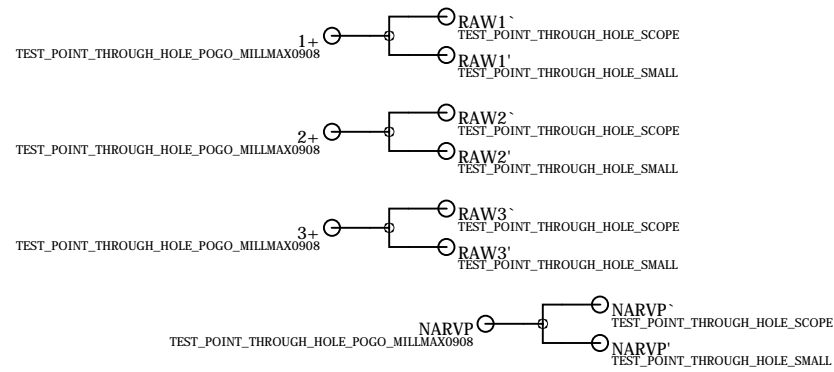 RAW1`
TEST_POINT_THROUGH_HOLE_SCOPE
1+
TEST_POINT_THROUGH_HOLE_POGO_MILLMAX0908
RAW1'
TEST_POINT_THROUGH_HOLE_SMALL
RAW2`
TEST_POINT_THROUGH_HOLE_SCOPE
2+
TEST_POINT_THROUGH_HOLE_POGO_MILLMAX0908
RAW2'
TEST_POINT_THROUGH_HOLE_SMALL
RAW3`
TEST_POINT_THROUGH_HOLE_SCOPE
3+
TEST_POINT_THROUGH_HOLE_POGO_MILLMAX0908
RAW3'
TEST_POINT_THROUGH_HOLE_SMALL
NARVP`
TEST_POINT_THROUGH_HOLE_SCOPE
NARVP
TEST_POINT_THROUGH_HOLE_POGO_MILLMAX0908
NARVP'
TEST_POINT_THROUGH_HOLE_SMALL